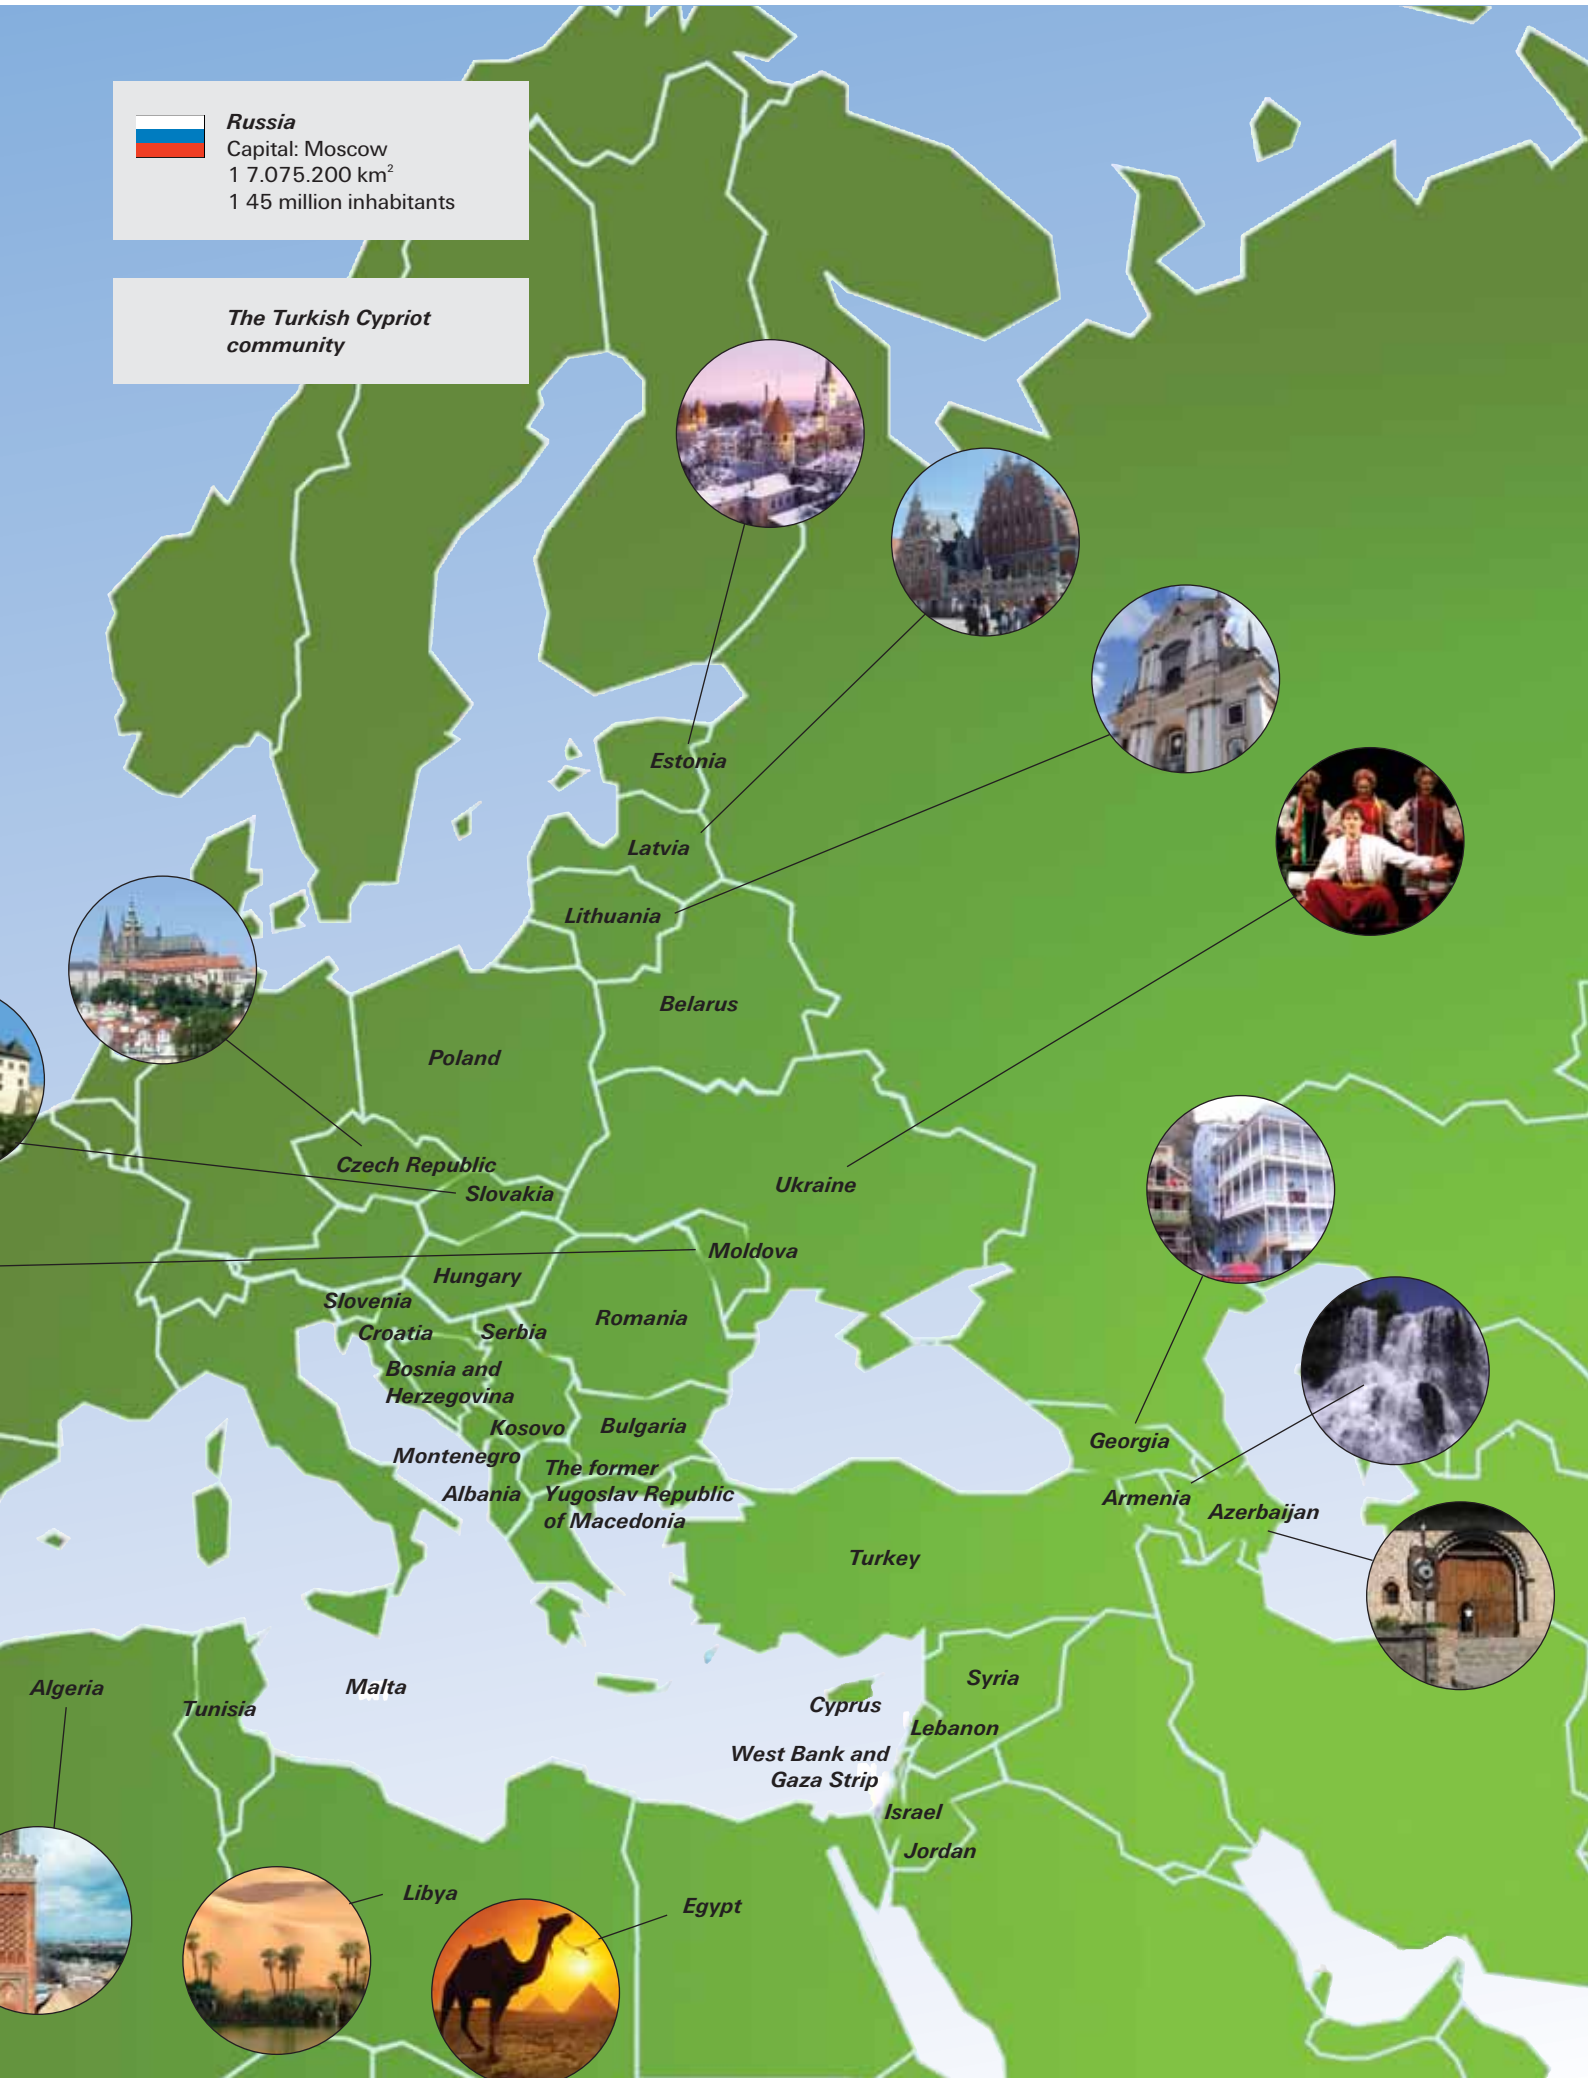 Russia
Capital: Moscow
1 7.075.200 km²
1 45 million inhabitants
The Turkish Cypriot
community
Estonia
Latvia
Lithuania
Belarus
Poland
Czech Republic
Slovakia
Ukraine
Moldova
Hungary
Slovenia
Romania
Croatia
Serbia
Bosnia and
Herzegovina
Kosovo
Bulgaria
Montenegro
Georgia
The former
Yugoslav Republic
of Macedonia
Albania
Armenia
Azerbaijan
Turkey
Algeria
Tunisia
Malta
Cyprus
Syria
Lebanon
West Bank and
Gaza Strip
Israel
Jordan
Libya
Egypt